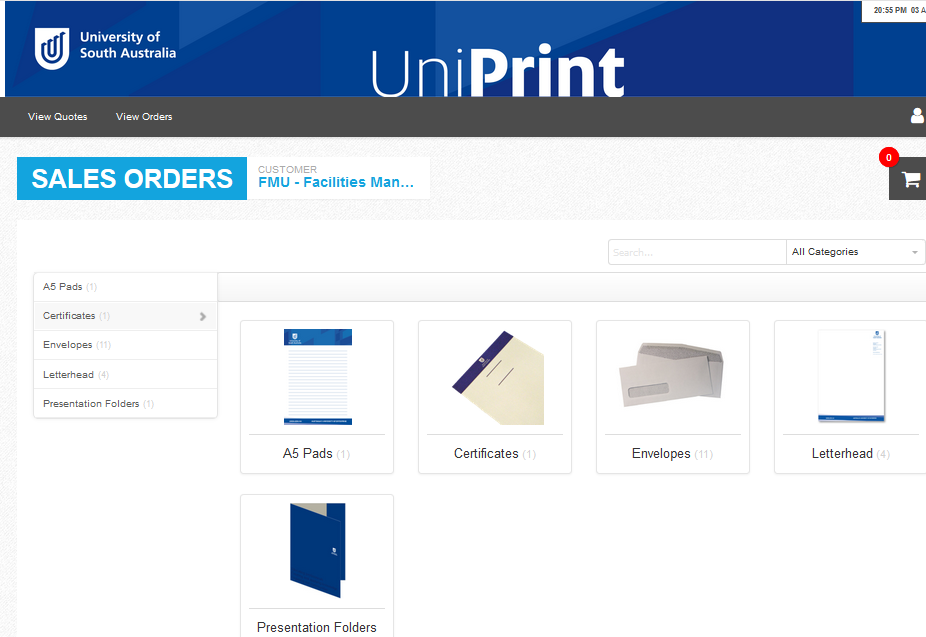 20:55 PM 03 A
University of
South Australia
UniPrint
View Quotes
View Orders
SALES ORDERS
CUSTOMER
FMU - Facilities Man...
0
Search...
All Categories
A5 Pads (1)
Certificates (1)
Envelopes (11)
Letterhead (4)
Presentation Folders (1)
A5 Pads (1)
Certificates (1)
Envelopes (11)
Letterhead (4)
Presentation Folders